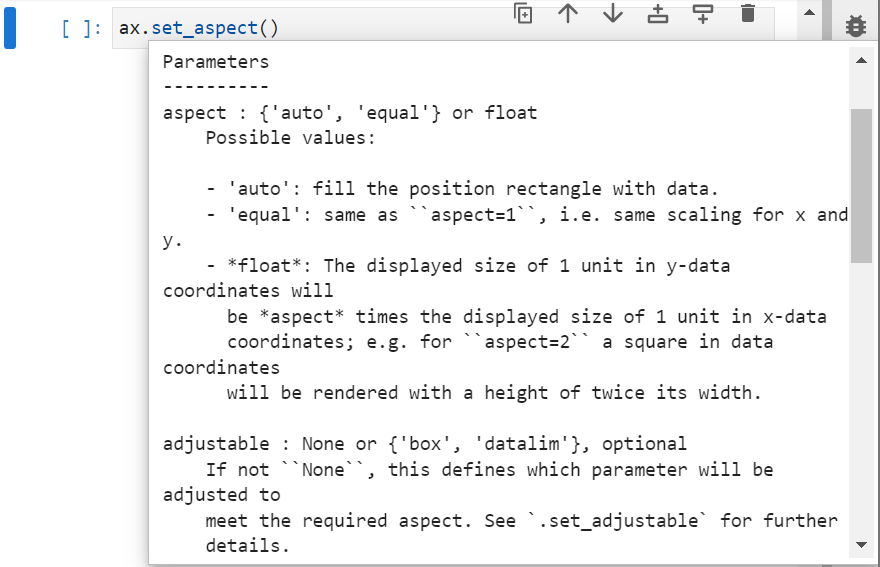 [ ]: ax.set_aspect()
Parameters
----------
aspect : {'auto', 'equal'} or float
    Possible values:

    - 'auto': fill the position rectangle with data.
    - 'equal': same as ``aspect=1``, i.e. same scaling for x and
y.
    - *float*: The displayed size of 1 unit in y-data
coordinates will
      be *aspect* times the displayed size of 1 unit in x-data
      coordinates; e.g. for ``aspect=2`` a square in data
coordinates
      will be rendered with a height of twice its width.

adjustable : None or {'box', 'datalim'}, optional
    If not ``None``, this defines which parameter will be
adjusted to
    meet the required aspect. See `.set_adjustable` for further
    details.